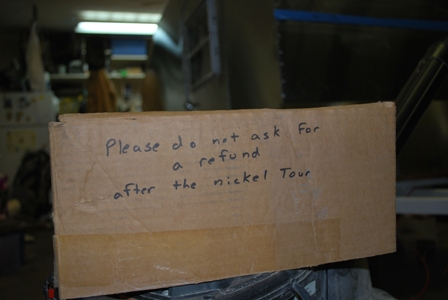 Please do not ask for
a refund
after the nickel Tour